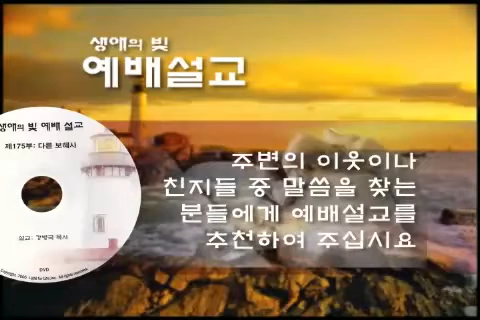 생애의 빛
예배설교
생애의 빛 예배 설교
제175부: 다른 보혜사
설교: 강병국 목사
DVD
주변의 이웃이나
친지들 중 말씀을 찾는
분들에게 예배설교를
추천하여 주십시요